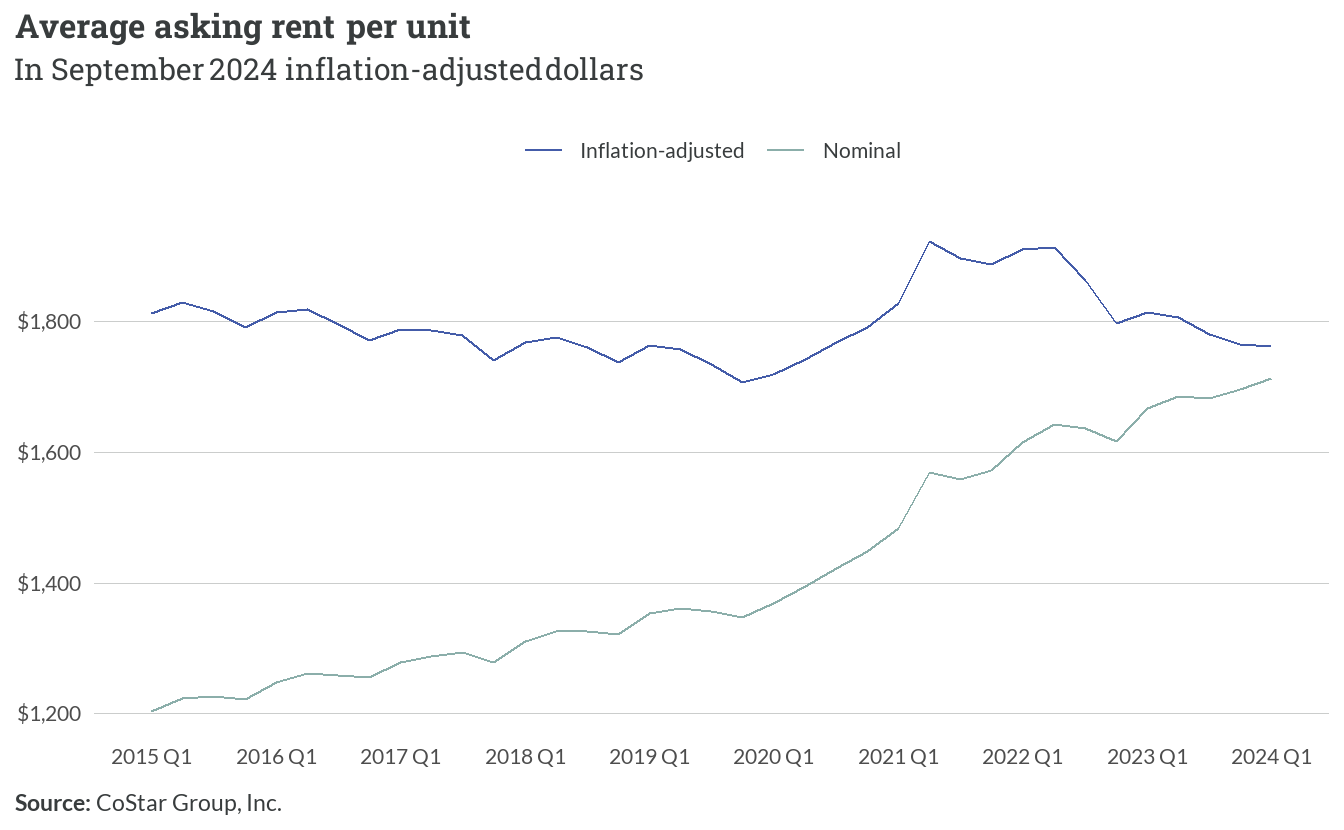 Average asking rent per unit
In September 2024 inflation-adjusteddollars
Inflation-adjusted Nominal
$1,800
$1,600
$1,400
$1,200
2015 Q1 2016 Q1 2017 Q1 2018 Q1 2019 Q1 2020 Q1 2021 Q1 2022 Q1 2023 Q1 2024 Q1
Source: CoStar Group, Inc.